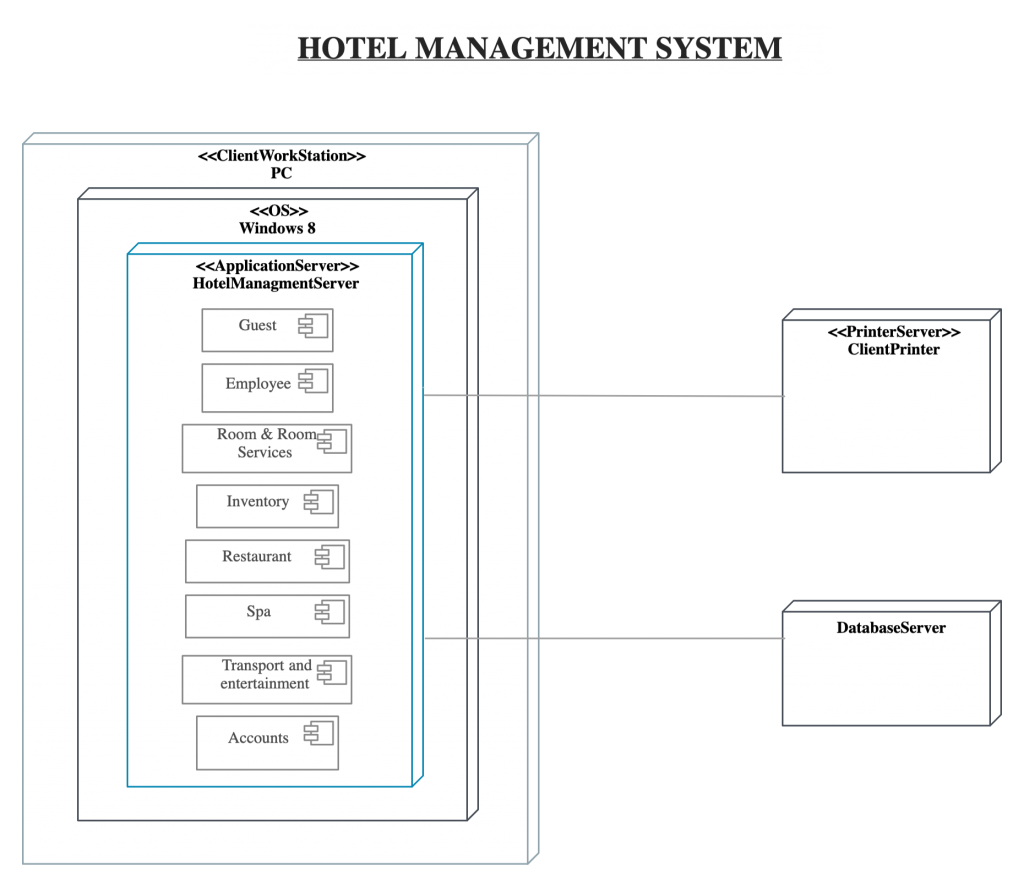 HOTEL MANAGEMENT SYSTEM
<<ClientWorkStation>>
PC
<<OS>>
Windows 8
<<ApplicationServer>>
HotelManagmentServer
Guest
Employee
Room & Room
Services
Inventory
Restaurant
Spa
Transport and
entertainment
Accounts
<<PrinterServer>>
ClientPrinter
DatabaseServer